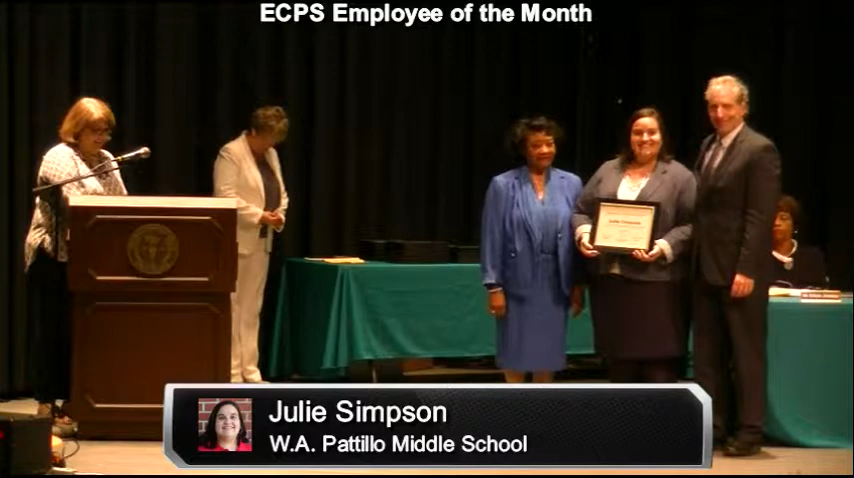 ECPS Employee of the Month
Julie Simpson
W.A. Pattillo Middle School